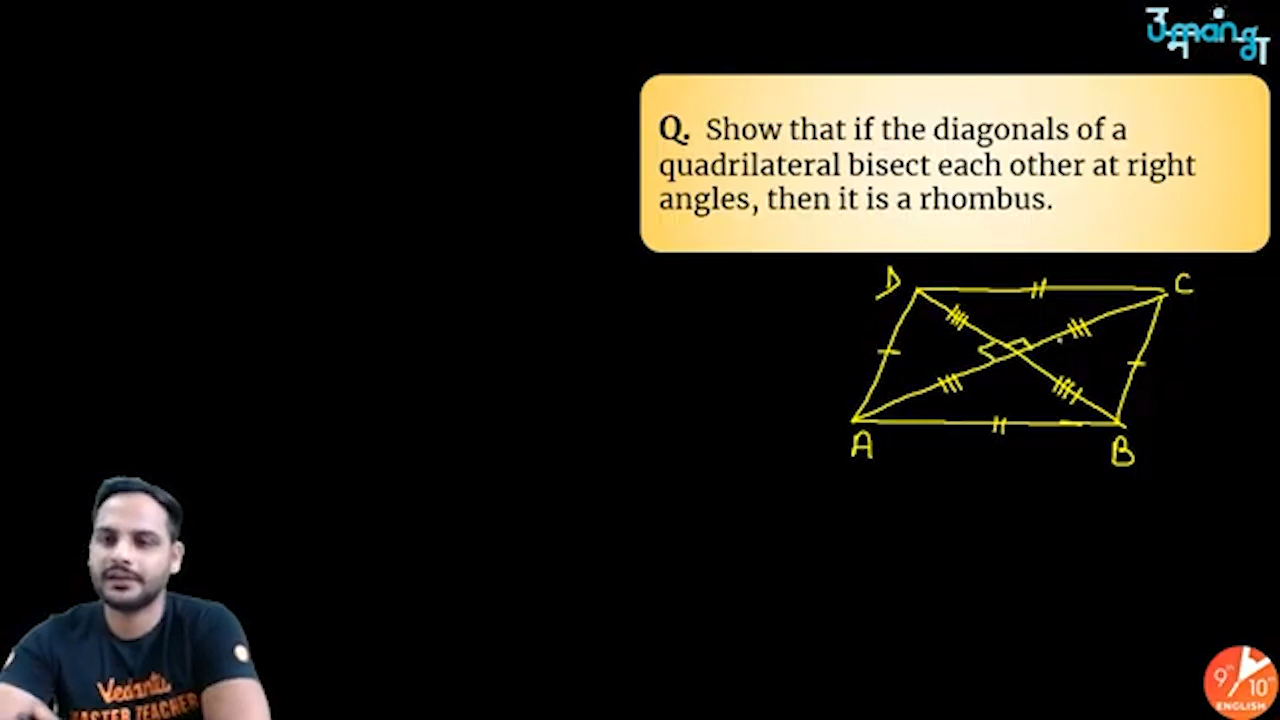 उमंग
umang
Q. Show that if the diagonals of a
quadrilateral bisect each other at right
angles, then it is a rhombus.
D
C
A
B
Vedantu
MASTER TEACHER
9th
10th
ENGLISH